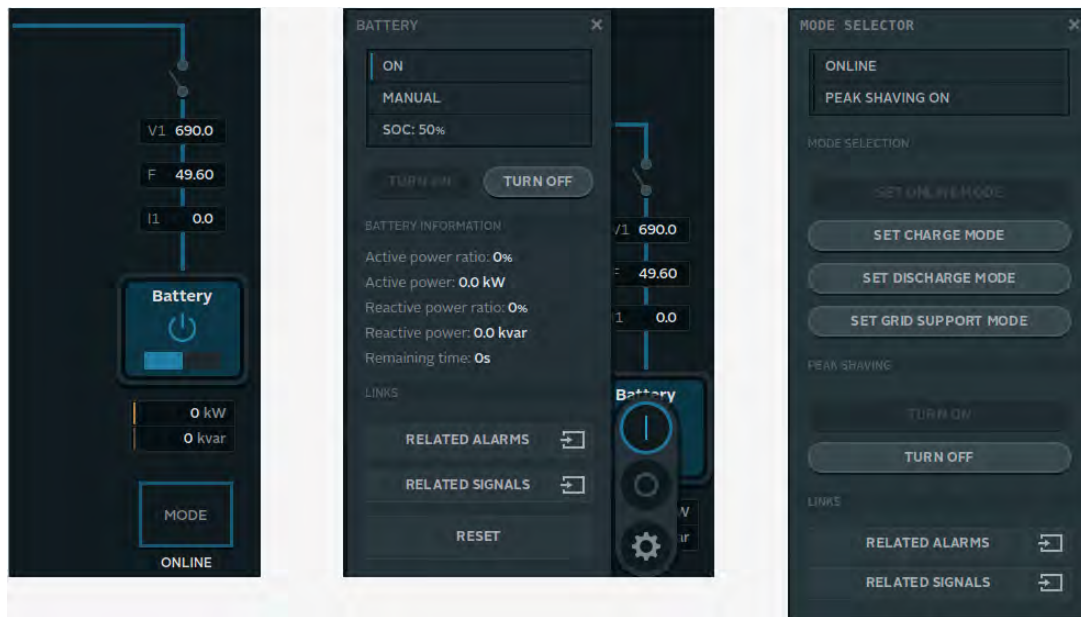 V1 690.0
F 49.60
I1 0.0
Battery
0 kW
0 kvar
MODE
ONLINE
BATTERY
ON
MANUAL
SOC: 50%
TURN ON TURN OFF
BATTERY INFORMATION
Active power ratio: 0%
Active power: 0.0 kW
Reactive power ratio: 0%
Reactive power: 0.0 kvar
Remaining time: 0s
LINKS
RELATED ALARMS
RELATED SIGNALS
RESET
V1 690.0
F 49.60
I1 0.0
Battery
MODE SELECTOR
ONLINE
PEAK SHAVING ON
MODE SELECTION
SET ONLINE MODE
SET CHARGE MODE
SET DISCHARGE MODE
SET GRID SUPPORT MODE
PEAK SHAVING
TURN ON
TURN OFF
LINKS
RELATED ALARMS
RELATED SIGNALS